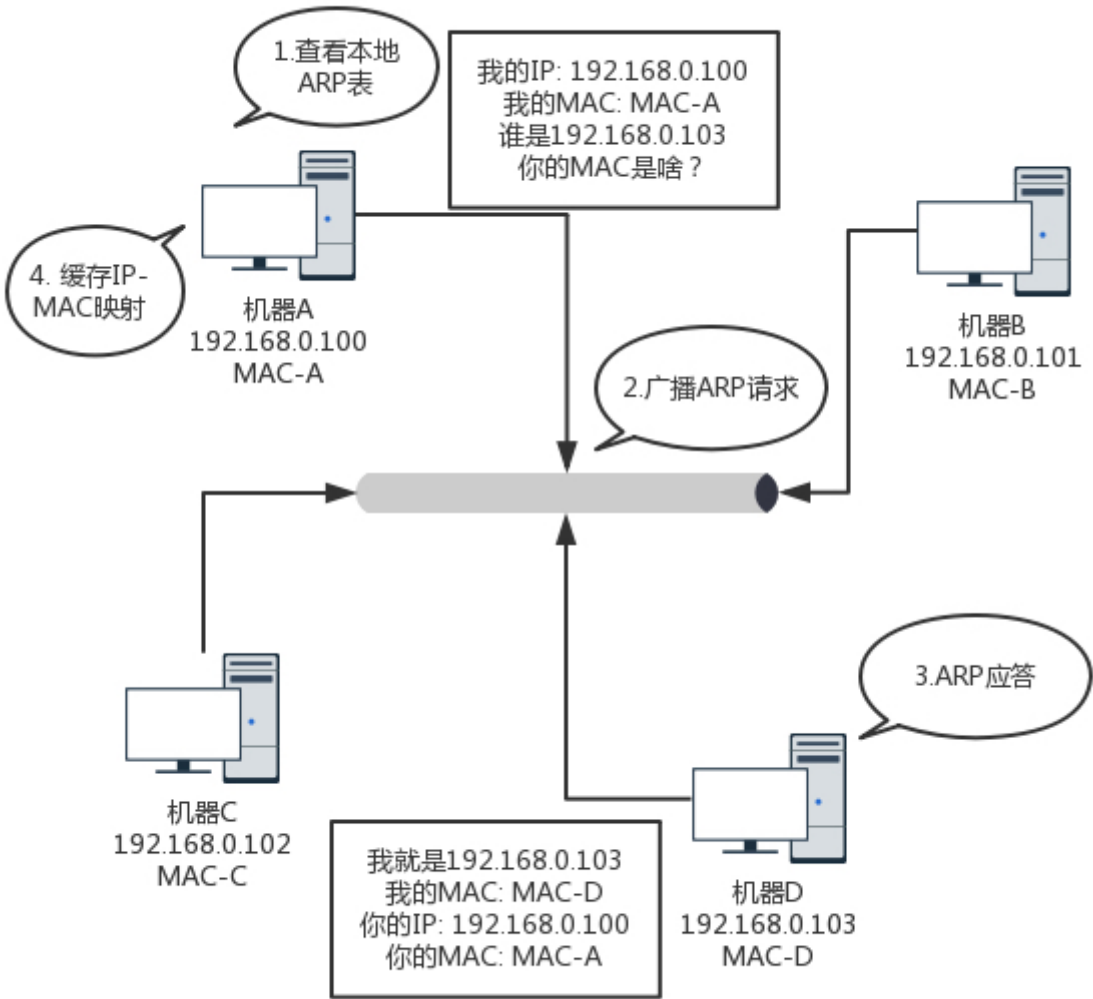 1.查看本地
ARP表
我的IP: 192.168.0.100
我的MAC: MAC-A
谁是192.168.0.103
你的MAC是啥？
4. 缓存IP-
MAC映射
机器A
192.168.0.100
MAC-A
机器B
192.168.0.101
MAC-B
2.广播ARP请求
3.ARP应答
机器C
192.168.0.102
MAC-C
我就是192.168.0.103
我的MAC: MAC-D
你的IP: 192.168.0.100
你的MAC: MAC-A
机器D
192.168.0.103
MAC-D